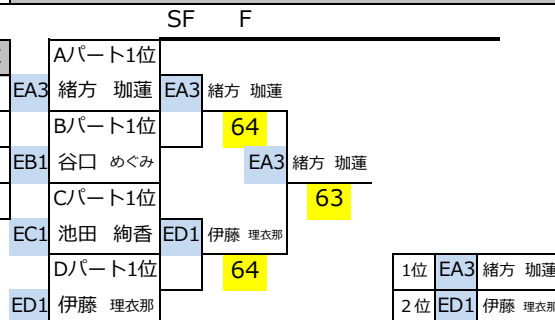 SF F
Aパート1位
EA3 緒方 珈蓮 EA3 緒方 珈蓮
Bパート1位 64
EB1 谷口 めぐみ EA3 緒方 珈蓮
Cパート1位 63
EC1 池田 絢香 ED1 伊藤 理衣那
Dパート1位 64 1位 EA3 緒方 珈蓮
ED1 伊藤 理衣那 2位 ED1 伊藤 理衣那